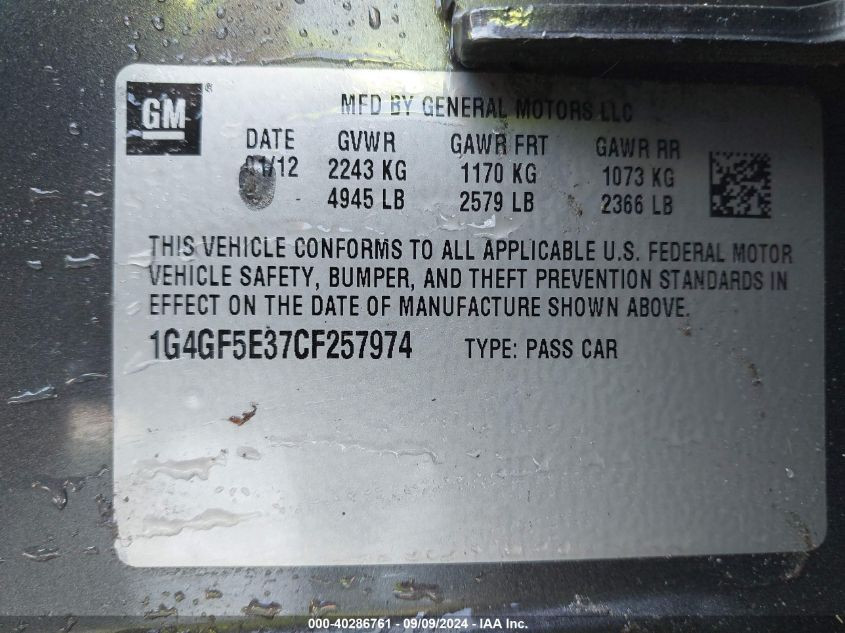 GM ®
MFD BY GENERAL MOTORS LLC
DATE GVWR GAWR FRT GAWR RR
01/12 2243 KG 1170 KG 1073 KG
4945 LB 2579 LB 2366 LB
THIS VEHICLE CONFORMS TO ALL APPLICABLE U.S. FEDERAL MOTOR
VEHICLE SAFETY, BUMPER, AND THEFT PREVENTION STANDARDS IN
EFFECT ON THE DATE OF MANUFACTURE SHOWN ABOVE.
1G4GF5E37CF257974 TYPE: PASS CAR
000-40286761 - 09/09/2024 - IAA Inc.